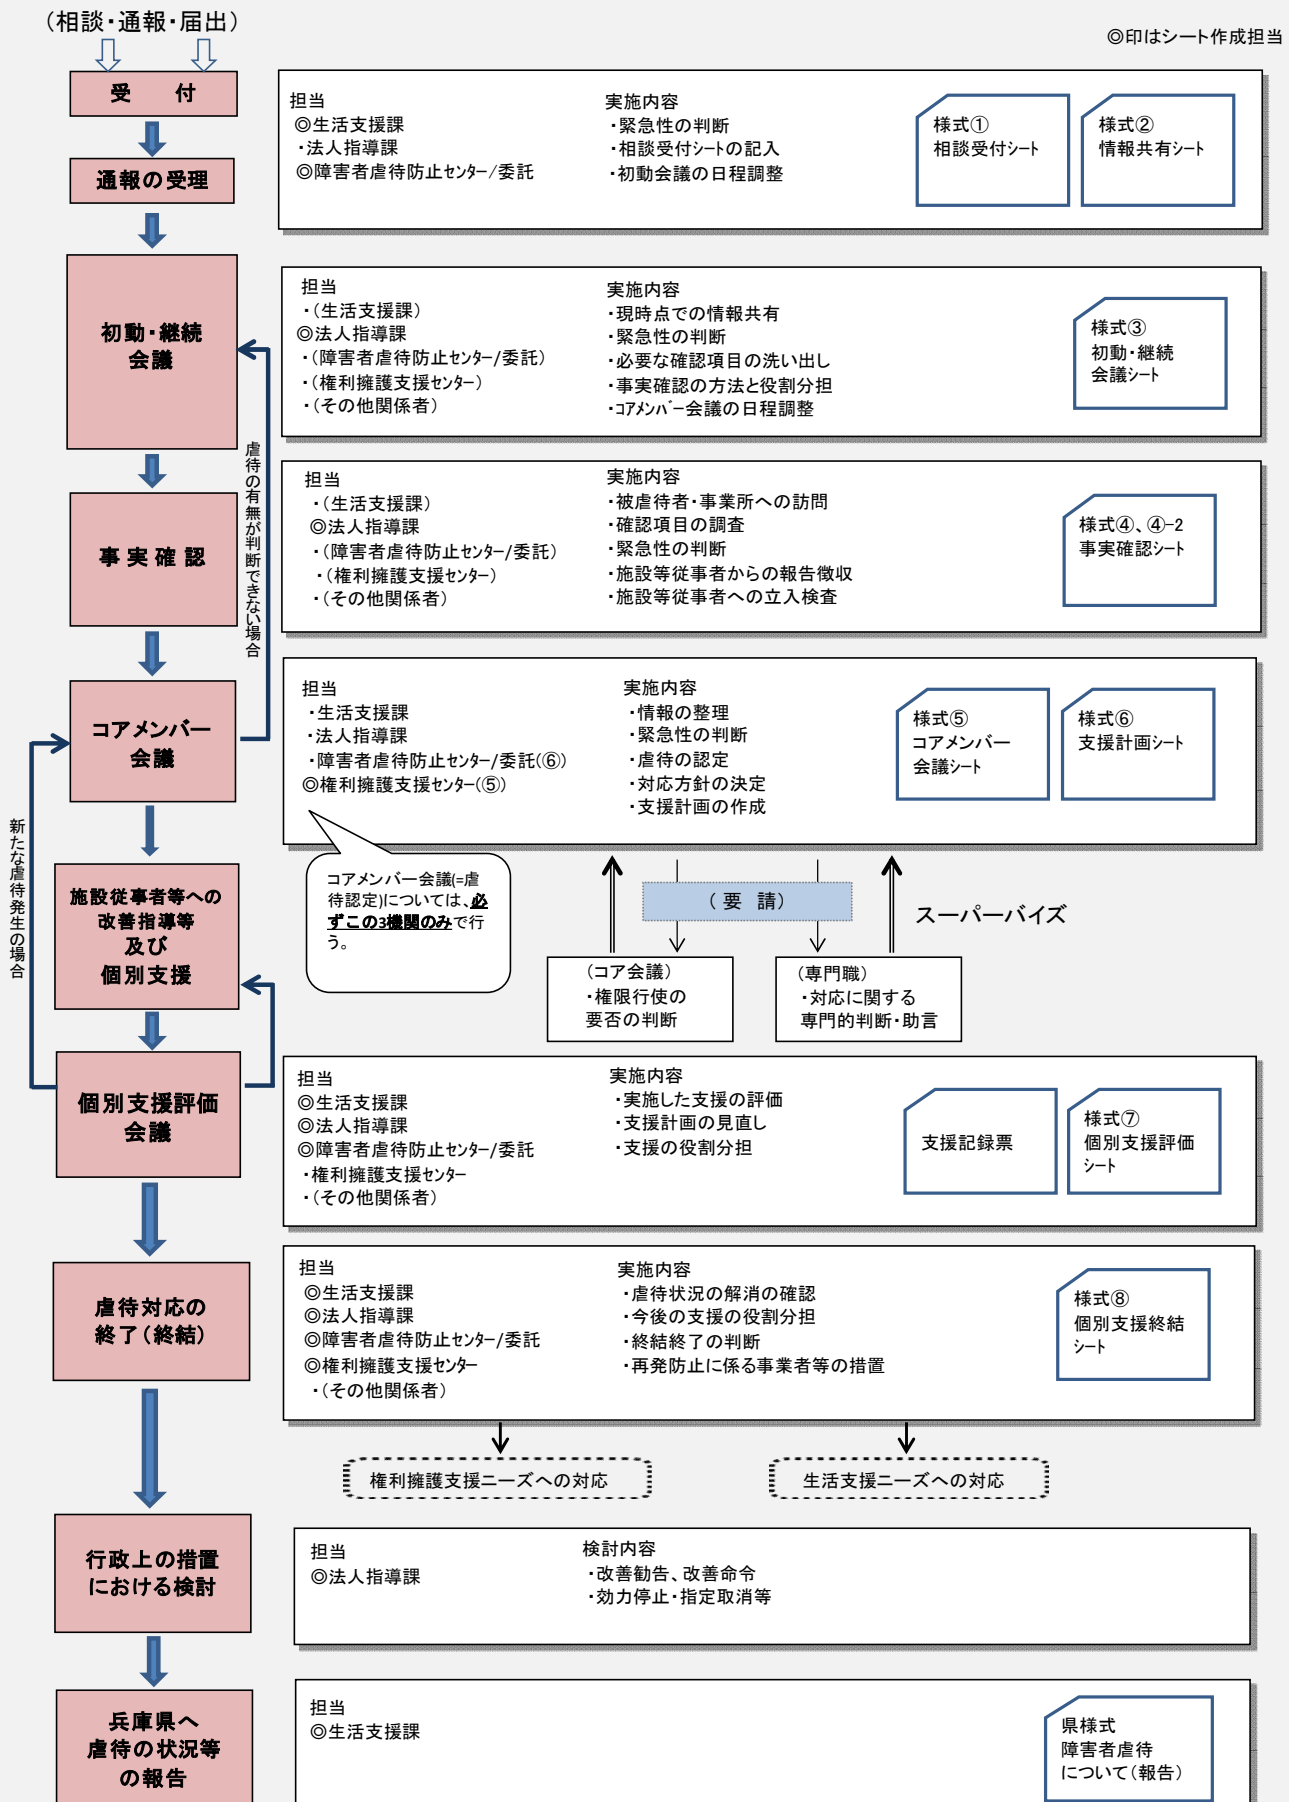 （相談・通報・届出）
◎印はシート作成担当
受　付
担当
◎生活支援課
・法人指導課
◎障害者虐待防止ｾﾝﾀｰ/委託
実施内容
・緊急性の判断
・相談受付ｼｰﾄの記入
・初動会議の日程調整
様式①
相談受付ｼｰﾄ
様式②
情報共有ｼｰﾄ
通報の受理
初動・継続
会議
担当
・（生活支援課）
◎法人指導課
・（障害者虐待防止ｾﾝﾀｰ/委託）
・（権利擁護支援ｾﾝﾀｰ）
・（その他関係者）
実施内容
・現時点での情報共有
・緊急性の判断
・必要な確認項目の洗い出し
・事実確認の方法と役割分担
・ｺｱﾒﾝﾊﾞｰ会議の日程調整
様式③
初動・継続
会議ｼｰﾄ
虐待の有無が判断できない場合
事実確認
担当
・（生活支援課）
◎法人指導課
・（障害者虐待防止ｾﾝﾀｰ/委託）
・（権利擁護支援ｾﾝﾀｰ）
・（その他関係者）
実施内容
・被虐待者・事業所への訪問
・確認項目の調査
・緊急性の判断
・施設等従事者からの報告徴収
・施設等従事者への立入検査
様式④、④-2
事実確認ｼｰﾄ
コアメンバー
会議
担当
・生活支援課
・法人指導課
・障害者虐待防止ｾﾝﾀｰ/委託(⑥)
◎権利擁護支援ｾﾝﾀｰ(⑤)
実施内容
・情報の整理
・緊急性の判断
・虐待の認定
・対応方針の決定
・支援計画の作成
様式⑤
コアメンバー
会議ｼｰﾄ
様式⑥
支援計画ｼｰﾄ
新たな虐待発生の場合
コアメンバー会議(=虐
待認定)については、必
ずこの3機関のみで行
う。
（要　請）
スーパーバイズ
（コア会議）
・権限行使の
要否の判断
（専門職）
・対応に関する
専門的判断・助言
施設従事者等への
改善指導等
及び
個別支援
個別支援評価
会議
担当
◎生活支援課
◎法人指導課
◎障害者虐待防止ｾﾝﾀｰ/委託
・権利擁護支援ｾﾝﾀｰ
・（その他関係者）
実施内容
・実施した支援の評価
・支援計画の見直し
・支援の役割分担
支援記録票
様式⑦
個別支援評価
ｼｰﾄ
虐待対応の
終了（終結）
担当
◎生活支援課
◎法人指導課
◎障害者虐待防止ｾﾝﾀｰ/委託
◎権利擁護支援ｾﾝﾀｰ
・（その他関係者）
実施内容
・虐待状況の解消の確認
・今後の支援の役割分担
・終結終了の判断
・再発防止に係る事業者等の措置
様式⑧
個別支援終結
ｼｰﾄ
権利擁護支援ニーズへの対応
生活支援ニーズへの対応
行政上の措置
における検討
担当
◎法人指導課
検討内容
・改善勧告、改善命令
・効力停止・指定取消等
兵庫県へ
虐待の状況等
の報告
担当
◎生活支援課
県様式
障害者虐待
について（報告）